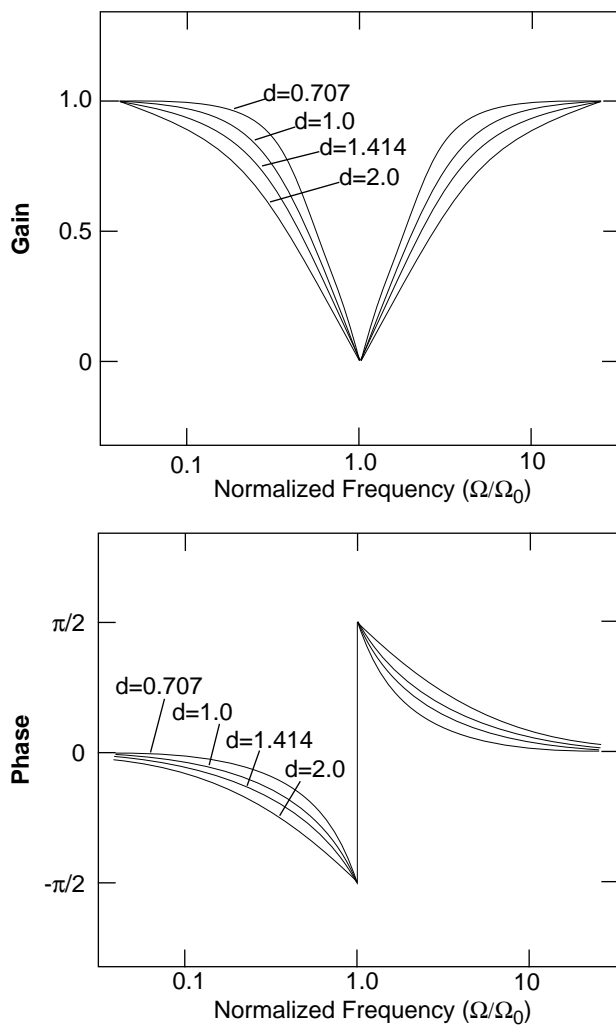 1.0
d=0.707
d=1.0
d=1.414
d=2.0
0.5
Gain
0
0.1
1.0
10
Normalized Frequency (Ω/Ω₀)
π/2
d=0.707
d=1.0
d=1.414
d=2.0
0
Phase
-π/2
0.1
1.0
10
Normalized Frequency (Ω/Ω₀)